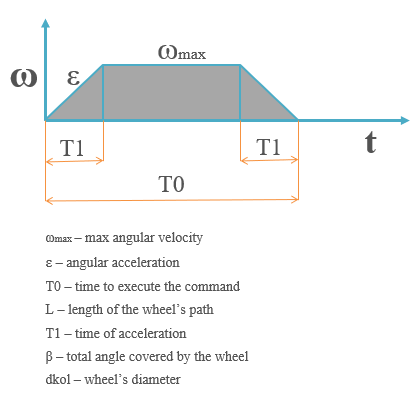 ωmax
ω
ε
T1
T1
t
T0
ωmax – max angular velocity
ε – angular acceleration
T0 – time to execute the command
L – length of the wheel's path
T1 – time of acceleration
β – total angle covered by the wheel
dkol – wheel's diameter